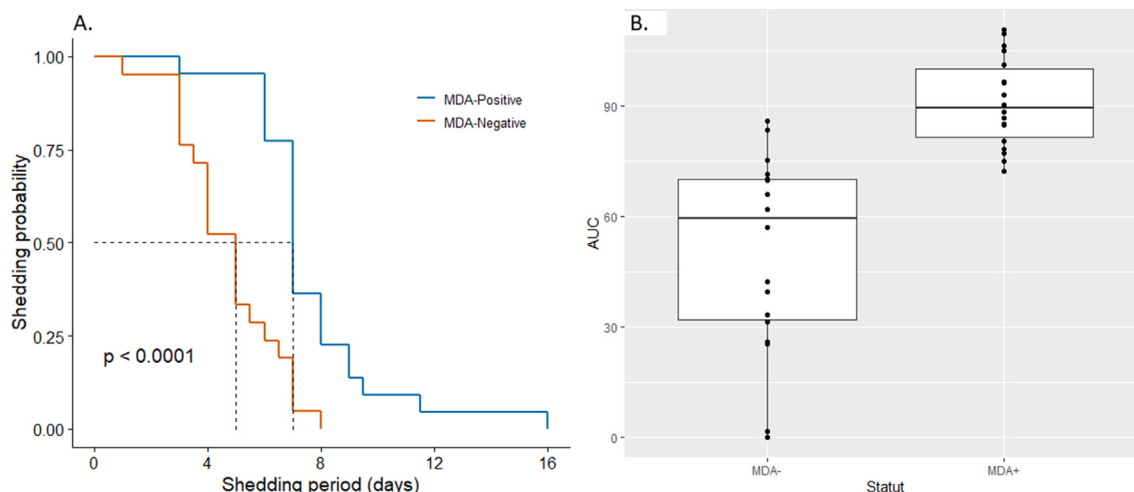 A.
1.00
0.75
0.50
0.25
0.00
Shedding probability
MDA-Positive
MDA-Negative
p < 0.0001
0 4 8 12 16
Shedding period (days)
B.
90
60
30
0
AUC
MDA- MDA+
Statut